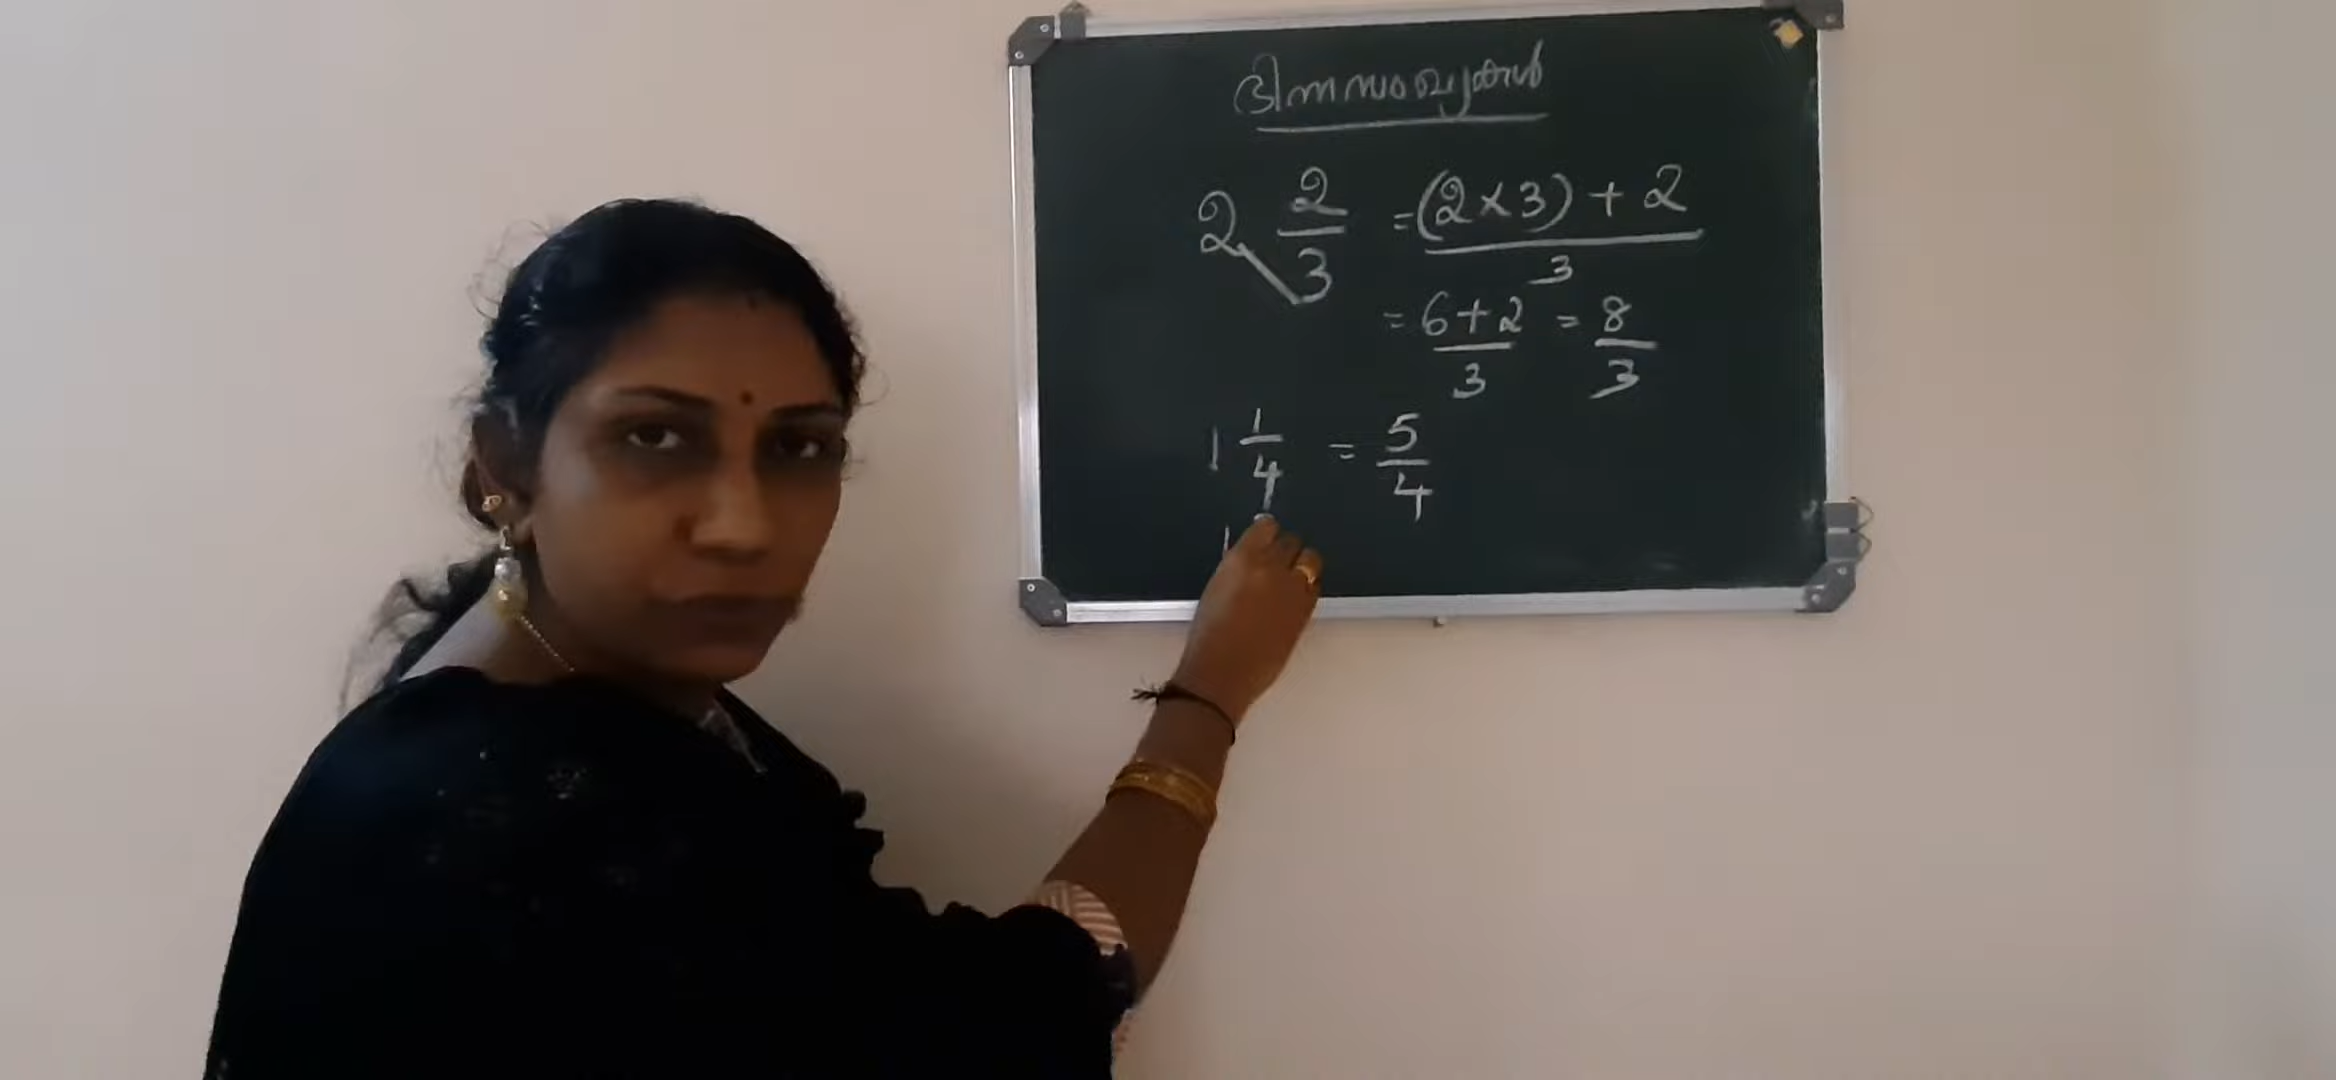 ഭിന്നസംഖ്യകൾ
2 2/3 = (2×3) + 2 / 3
= 6+2 / 3 = 8 / 3
1 1/4 = 5/4
1